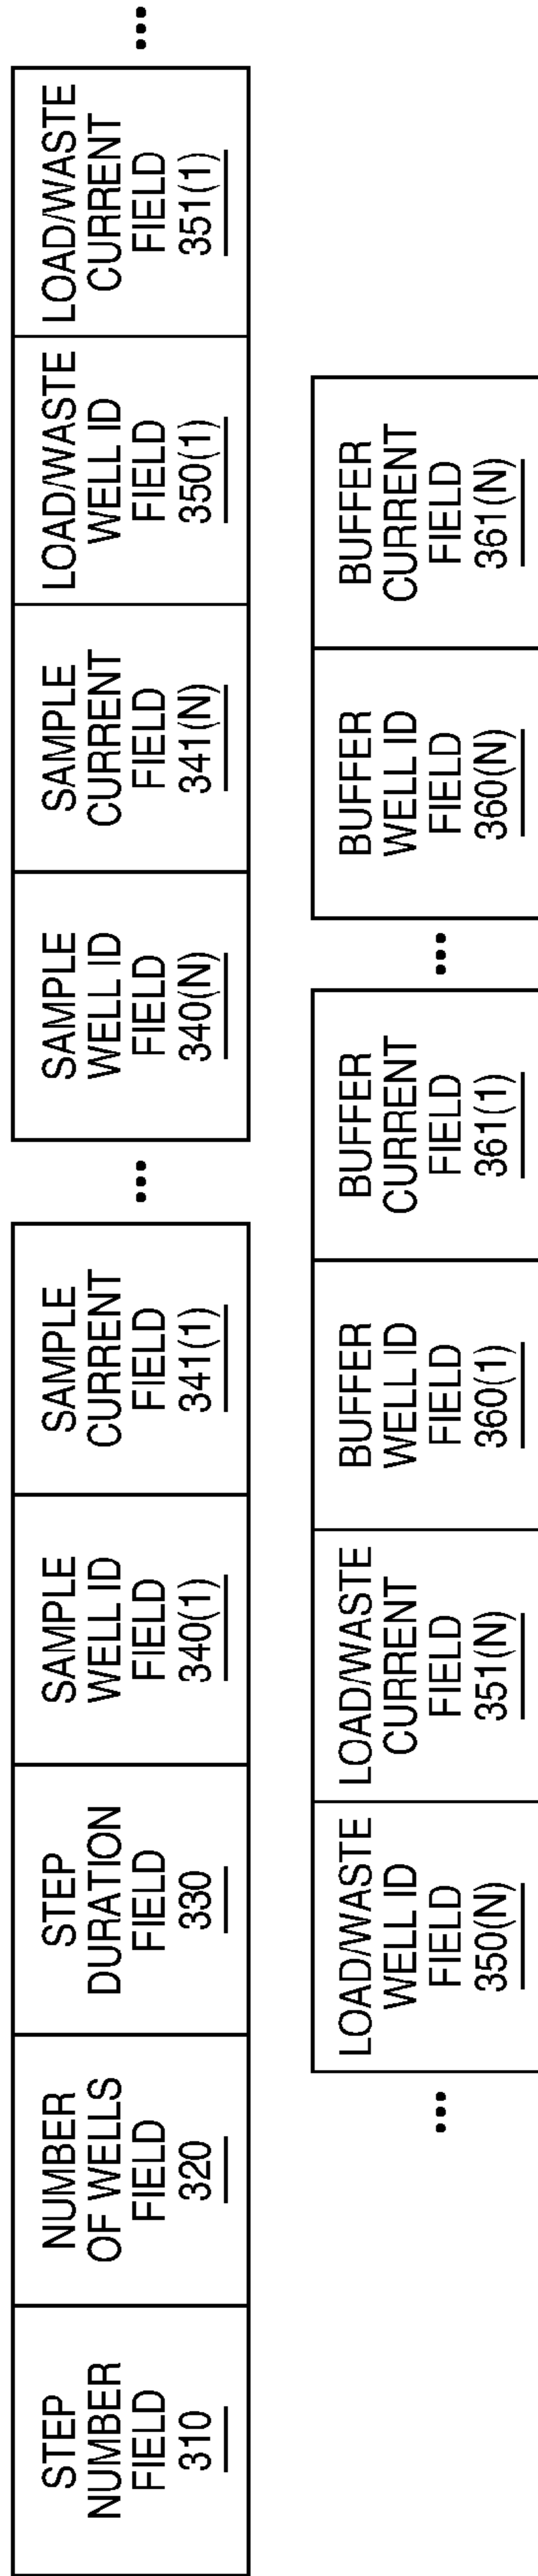 STEP
NUMBER
FIELD
310
NUMBER
OF WELLS
FIELD
320
STEP
DURATION
FIELD
330
SAMPLE
WELL ID
FIELD
340(1)
SAMPLE
CURRENT
FIELD
341(1)
...
SAMPLE
WELL ID
FIELD
340(N)
SAMPLE
CURRENT
FIELD
341(N)
LOAD/WASTE
WELL ID
FIELD
350(1)
LOAD/WASTE
CURRENT
FIELD
351(1)
...
...
LOAD/WASTE
WELL ID
FIELD
350(N)
LOAD/WASTE
CURRENT
FIELD
351(N)
BUFFER
WELL ID
FIELD
360(1)
BUFFER
CURRENT
FIELD
361(1)
...
BUFFER
WELL ID
FIELD
360(N)
BUFFER
CURRENT
FIELD
361(N)